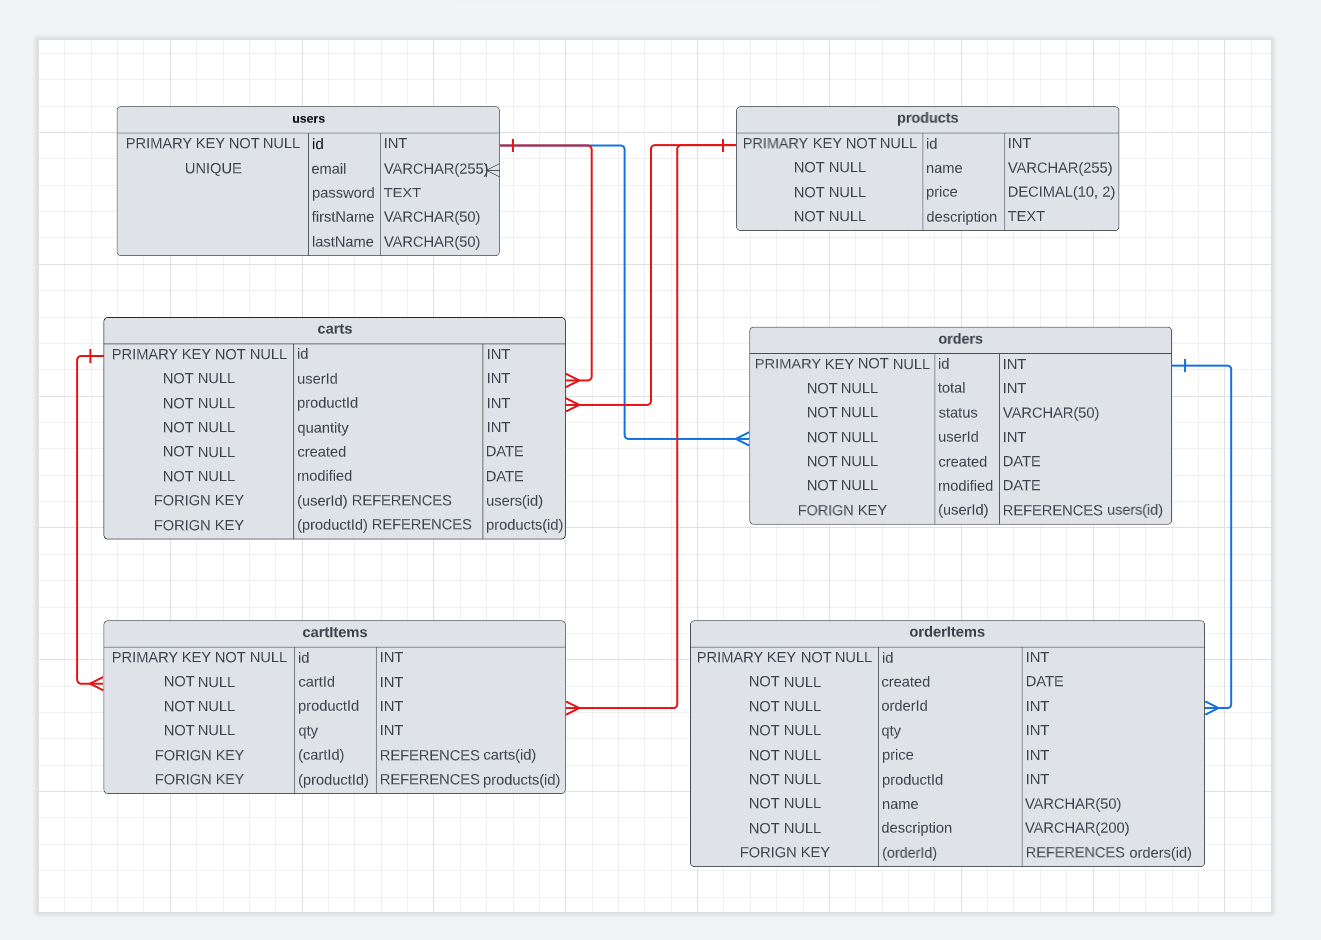 users
PRIMARY KEY NOT NULL id INT
UNIQUE email VARCHAR(255)
password TEXT
firstName VARCHAR(50)
lastName VARCHAR(50)
products
PRIMARY KEY NOT NULL id INT
NOT NULL name VARCHAR(255)
NOT NULL price DECIMAL(10, 2)
NOT NULL description TEXT
carts
PRIMARY KEY NOT NULL id INT
NOT NULL userId INT
NOT NULL productId INT
NOT NULL quantity INT
NOT NULL created DATE
NOT NULL modified DATE
FORIGN KEY (userId) REFERENCES users(id)
FORIGN KEY (productId) REFERENCES products(id)
orders
PRIMARY KEY NOT NULL id INT
NOT NULL total INT
NOT NULL status VARCHAR(50)
NOT NULL userId INT
NOT NULL created DATE
NOT NULL modified DATE
FORIGN KEY (userId) REFERENCES users(id)
cartItems
PRIMARY KEY NOT NULL id INT
NOT NULL cartId INT
NOT NULL productId INT
NOT NULL qty INT
FORIGN KEY (cartId) REFERENCES carts(id)
FORIGN KEY (productId) REFERENCES products(id)
orderItems
PRIMARY KEY NOT NULL id INT
NOT NULL created DATE
NOT NULL orderId INT
NOT NULL qty INT
NOT NULL price INT
NOT NULL productId INT
NOT NULL name VARCHAR(50)
NOT NULL description VARCHAR(200)
FORIGN KEY (orderId) REFERENCES orders(id)